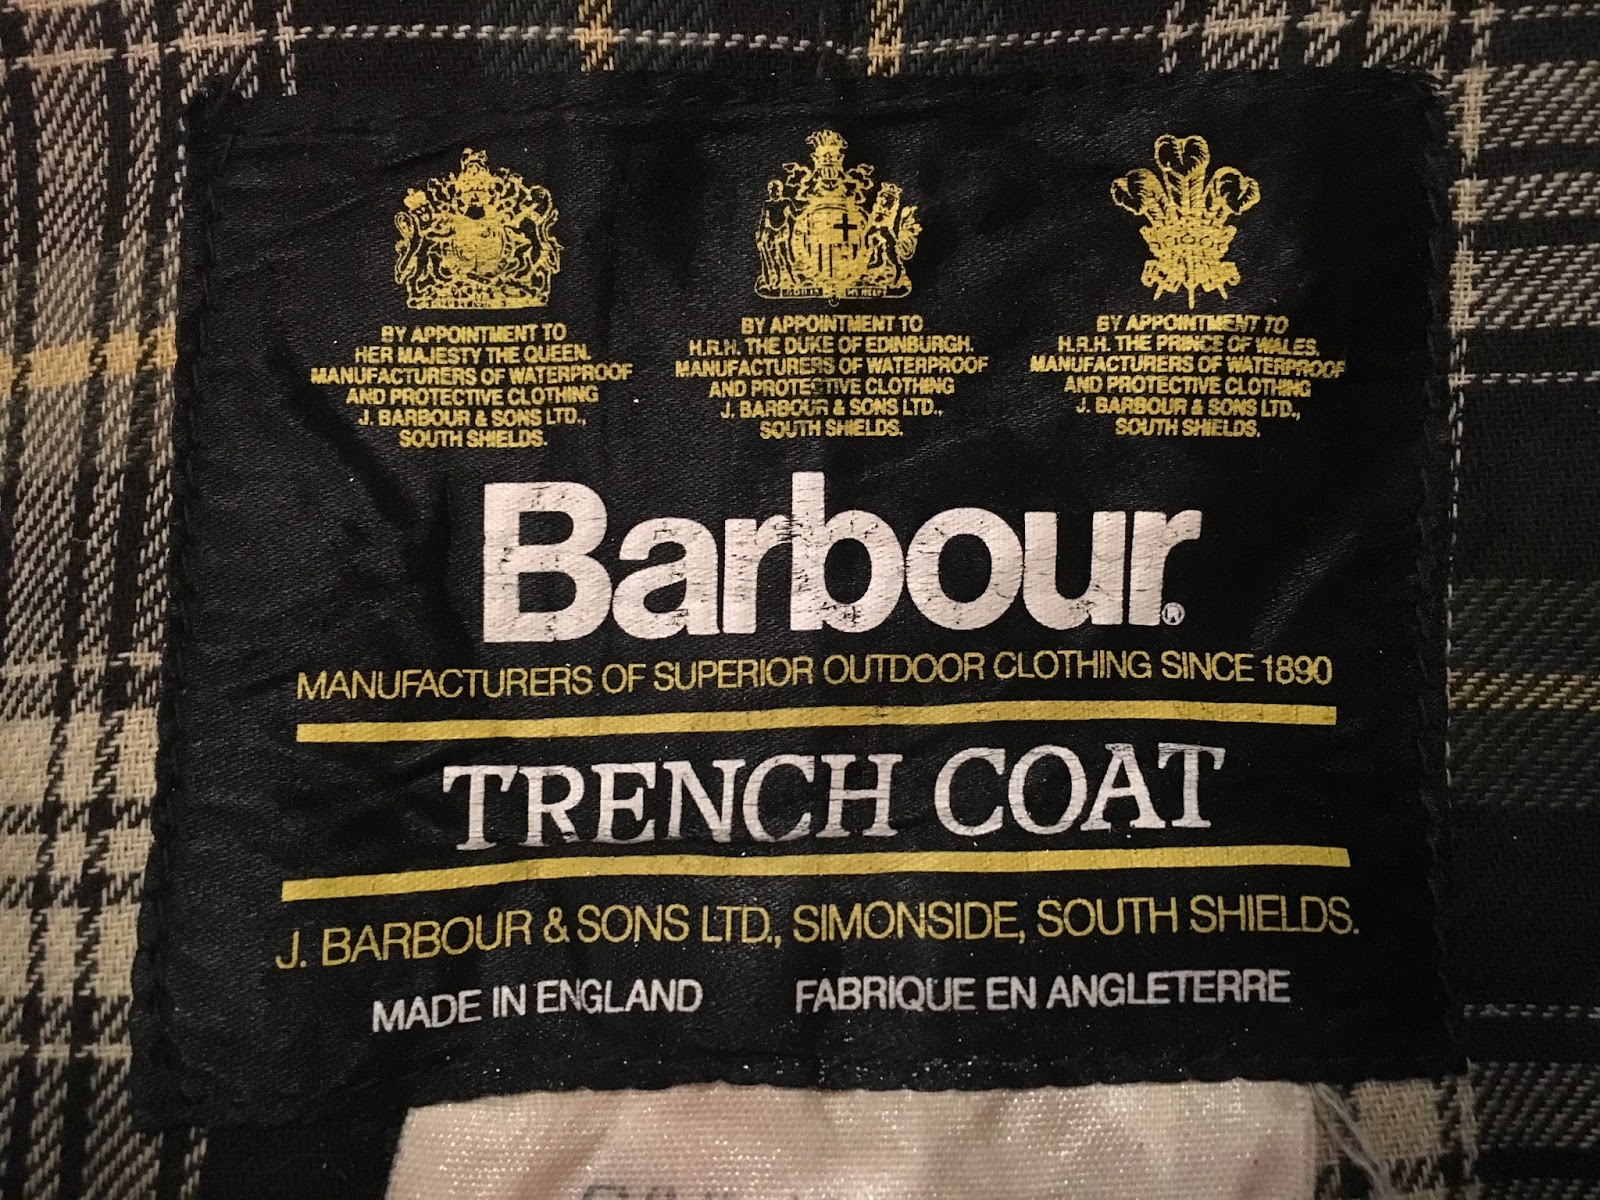 BY APPOINTMENT TO
HER MAJESTY THE QUEEN.
MANUFACTURERS OF WATERPROOF
AND PROTECTIVE CLOTHING
J. BARBOUR & SONS LTD.,
SOUTH SHIELDS.
BY APPOINTMENT TO
H.R.H. THE DUKE OF EDINBURGH.
MANUFACTURERS OF WATERPROOF
AND PROTECTIVE CLOTHING
J. BARBOUR & SONS LTD.,
SOUTH SHIELDS.
BY APPOINTMENT TO
H.R.H. THE PRINCE OF WALES.
MANUFACTURERS OF WATERPROOF
AND PROTECTIVE CLOTHING
J. BARBOUR & SONS LTD.,
SOUTH SHIELDS.
Barbour®
MANUFACTURERS OF SUPERIOR OUTDOOR CLOTHING SINCE 1890
TRENCH COAT
J. BARBOUR & SONS LTD., SIMONSIDE, SOUTH SHIELDS.
MADE IN ENGLAND FABRIQUE EN ANGLETERRE